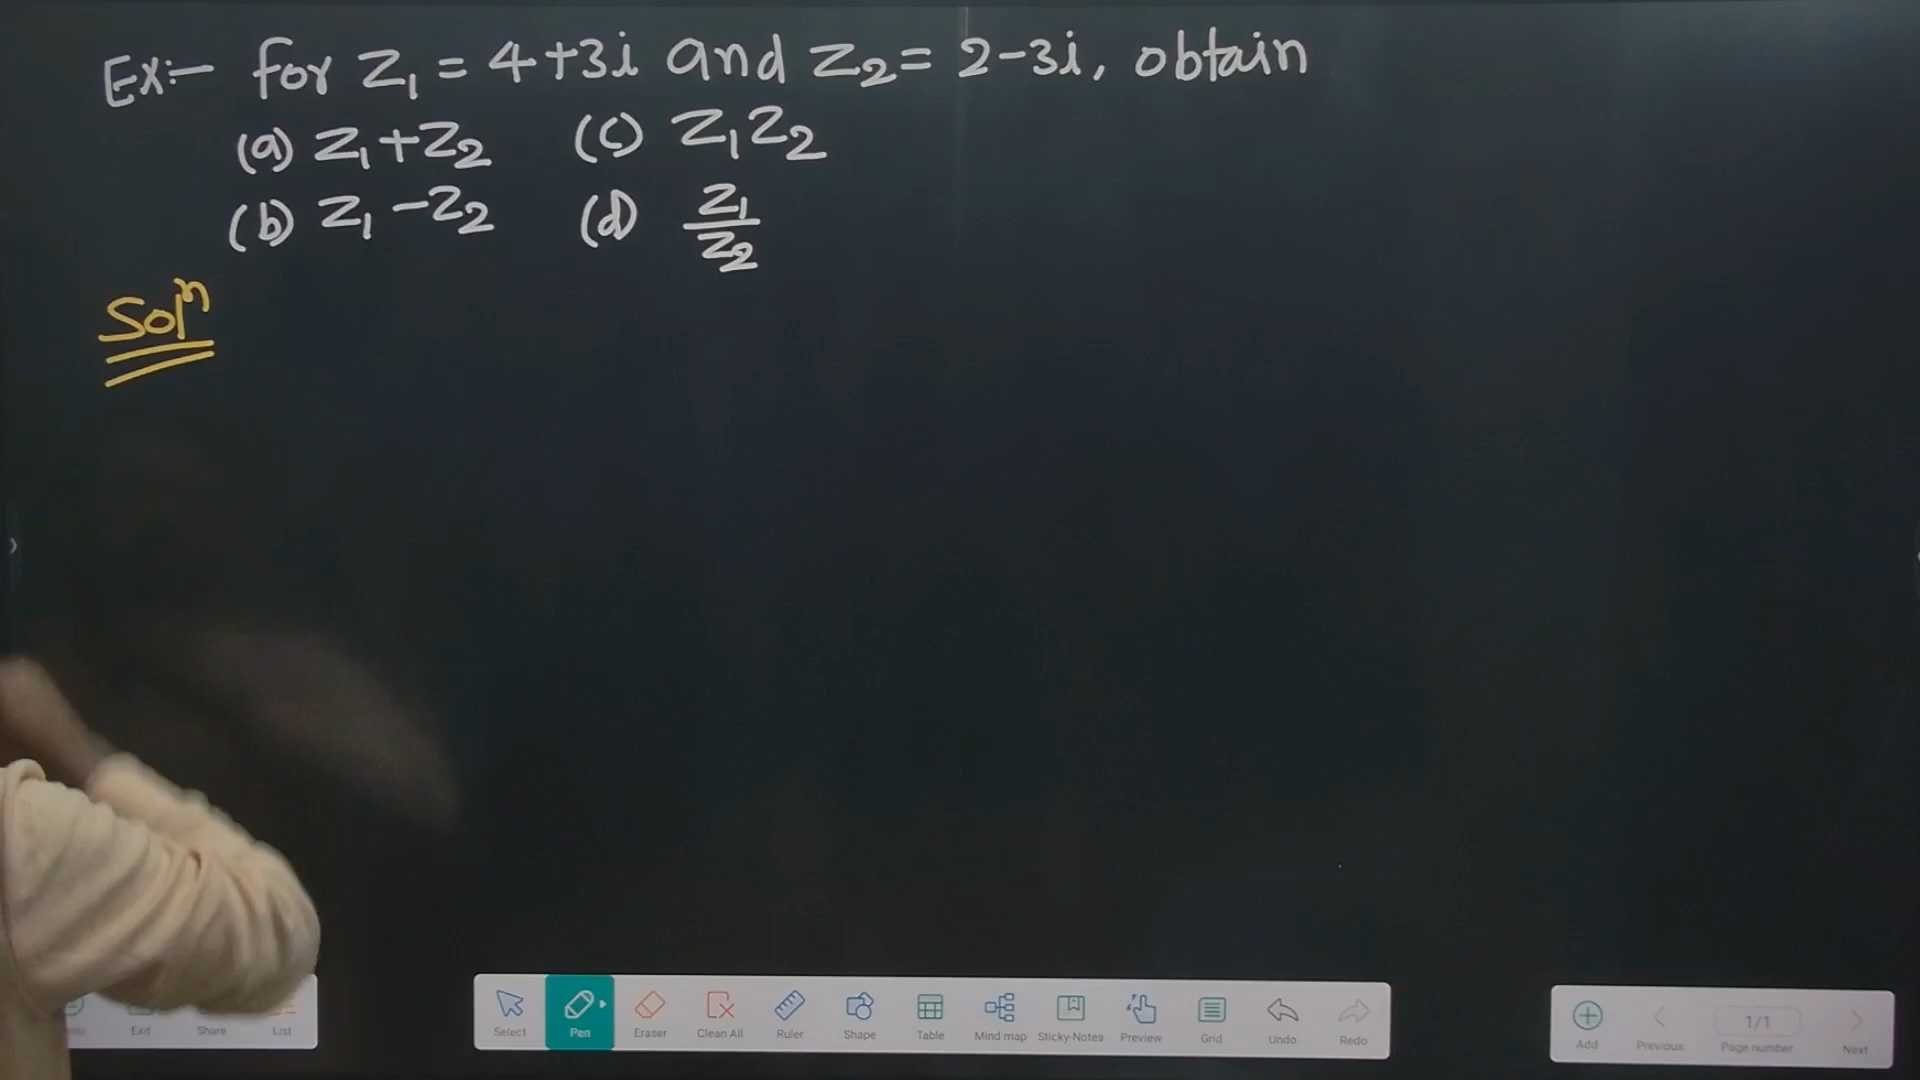 Ex:- for z₁ = 4+3i and z₂ = 2-3i, obtain
(a) z₁+z₂ (c) z₁z₂
(b) z₁-z₂ (d) z₁/z₂
Solⁿ
Exit Share List
Select Pen Eraser Clean All Ruler Shape Table Mind map Sticky-Notes Preview Grid Undo Redo
Add Previous 1/1 Page number Next